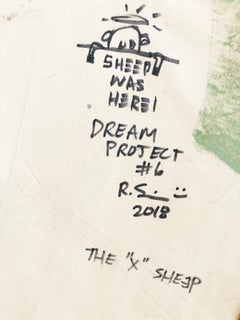 SHEEP
WAS
HERE!
DREAM
PROJECT
#6
R.S.
2018
THE "X" SHEEP